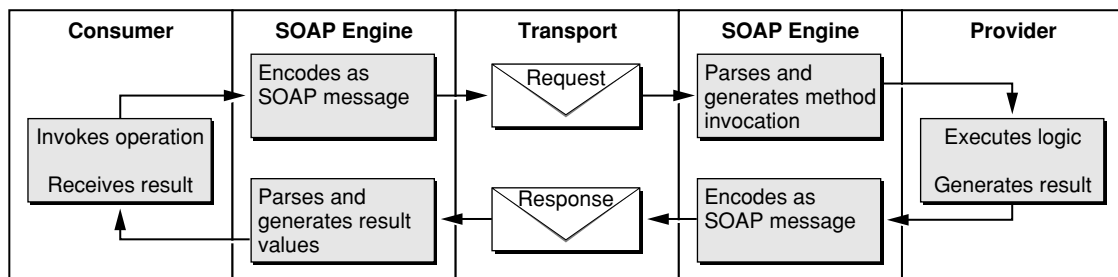 Consumer
SOAP Engine
Transport
SOAP Engine
Provider
Encodes as
SOAP message
Request
Parses and
generates method
invocation
Invokes operation
Receives result
Executes logic
Generates result
Parses and
generates result
values
Response
Encodes as
SOAP message